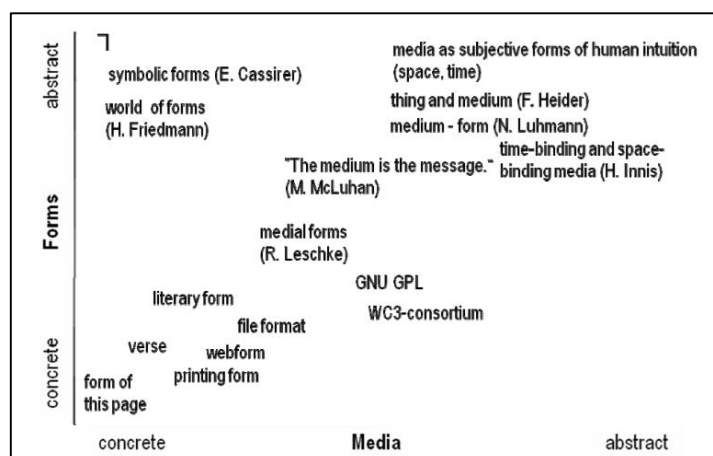 abstract
Forms
concrete
symbolic forms (E. Cassirer)
world of forms
(H. Friedmann)
media as subjective forms of human intuition
(space, time)
thing and medium (F. Heider)
medium - form (N. Luhmann)
time-binding and space-
binding media (H. Innis)
"The medium is the message."
(M. McLuhan)
medial forms
(R. Leschke)
GNU GPL
WC3-consortium
literary form
file format
verse
webform
printing form
form of
this page
concrete
Media
abstract